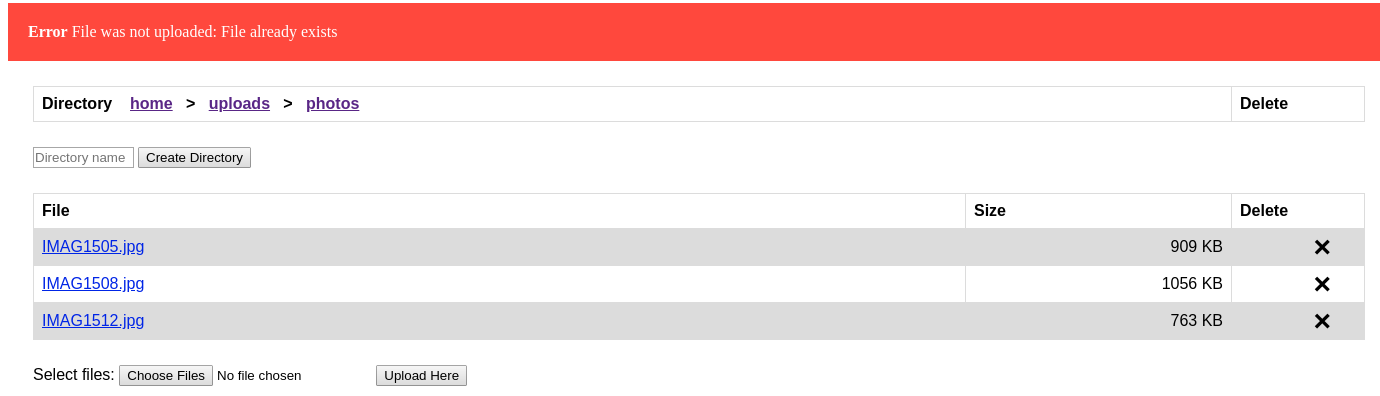 Error File was not uploaded: File already exists
Directory home > uploads > photos Delete
Directory name Create Directory
File Size Delete
IMAG1505.jpg 909 KB ✕
IMAG1508.jpg 1056 KB ✕
IMAG1512.jpg 763 KB ✕
Select files: Choose Files No file chosen Upload Here